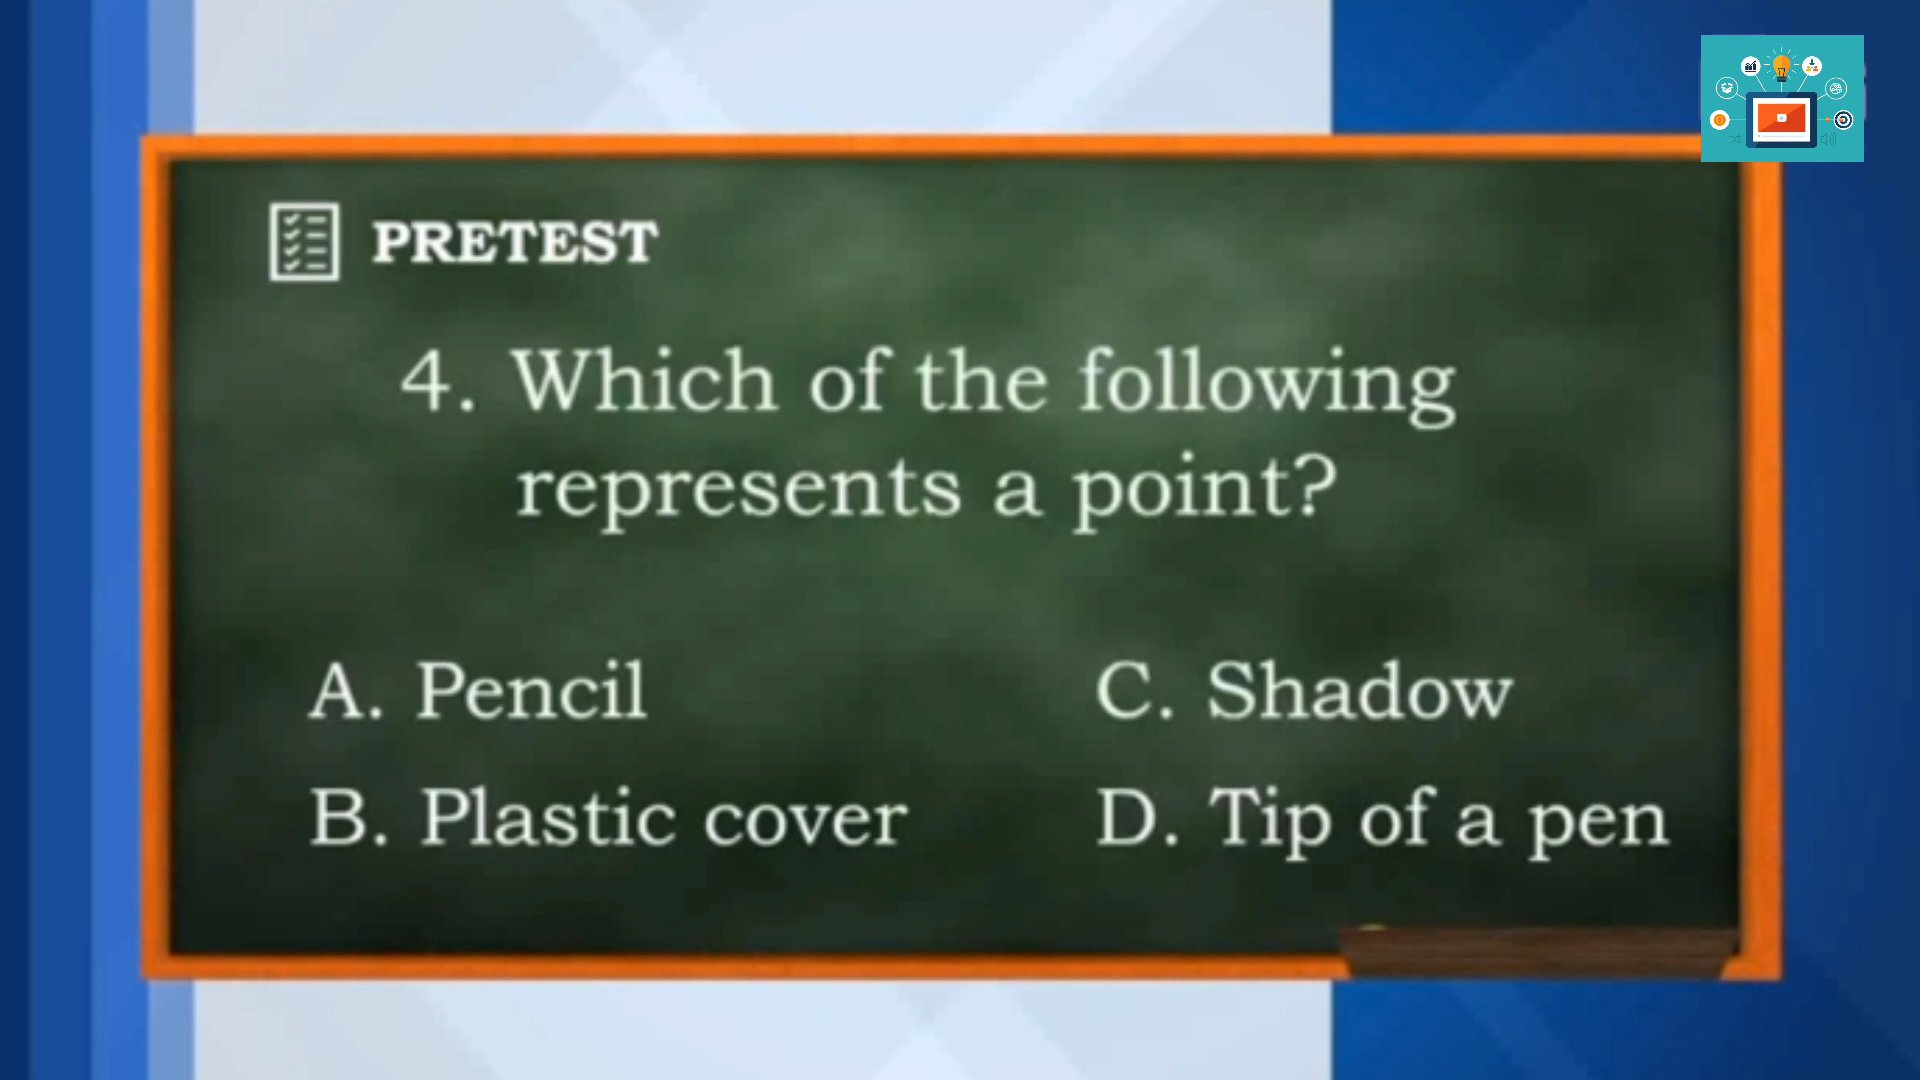 PRETEST
4. Which of the following
represents a point?
A. Pencil
C. Shadow
B. Plastic cover
D. Tip of a pen